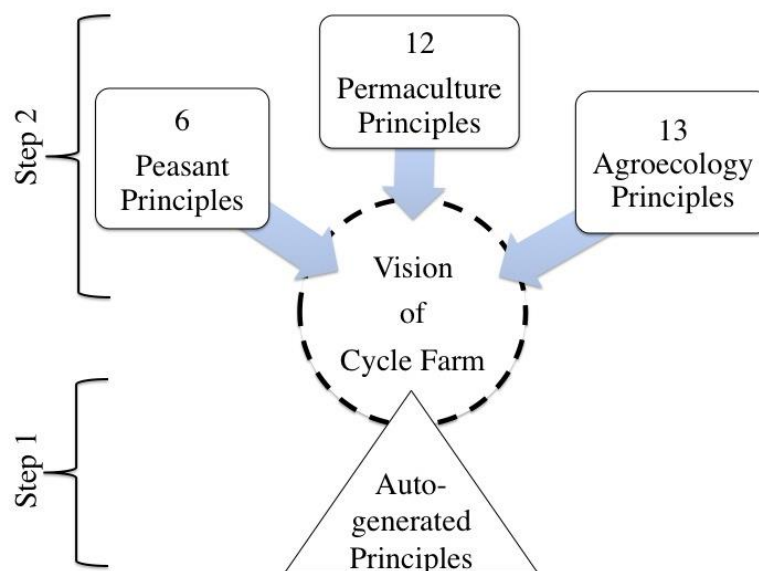 Step 2
6
Peasant
Principles
12
Permaculture
Principles
13
Agroecology
Principles
Vision
of
Cycle Farm
Step 1
Auto-
generated
Principles